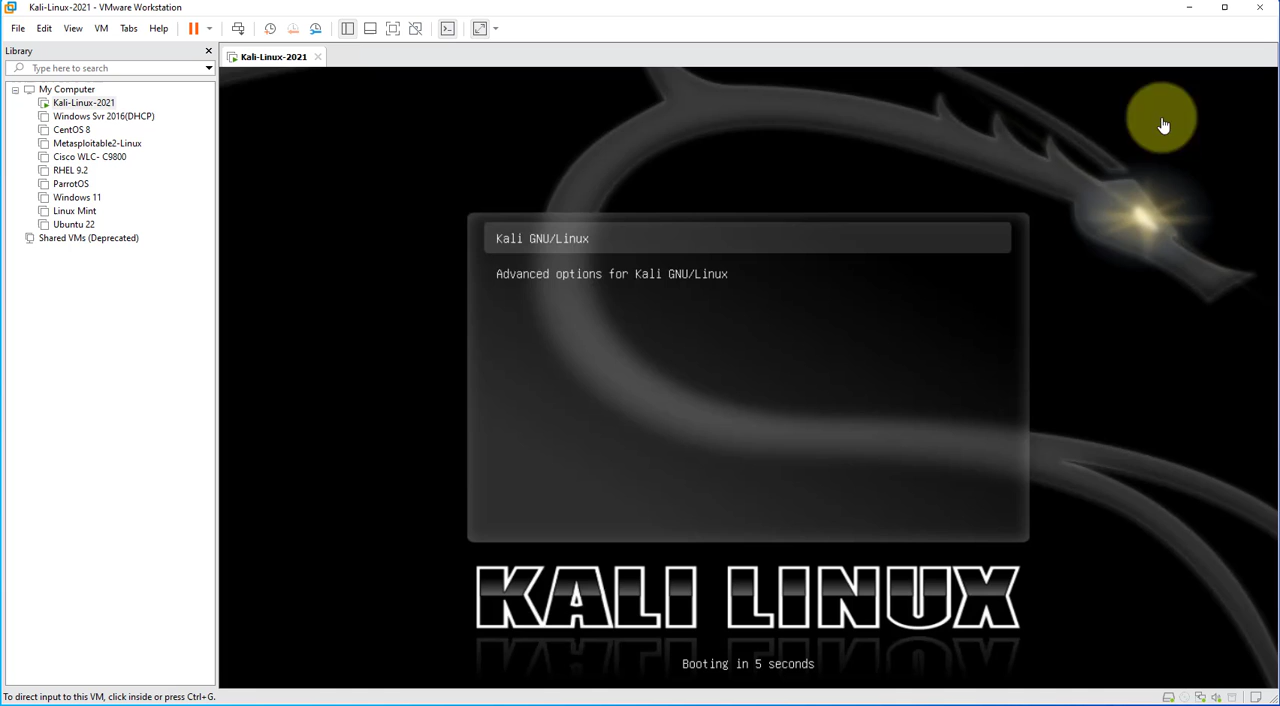 Kali-Linux-2021 - VMware Workstation
File Edit View VM Tabs Help
Library
Type here to search
My Computer
Kali-Linux-2021
Windows Svr 2016(DHCP)
CentOS 8
Metasploitable2-Linux
Cisco WLC- C9800
RHEL 9.2
ParrotOS
Windows 11
Linux Mint
Ubuntu 22
Shared VMs (Deprecated)
Kali-Linux-2021
Kali GNU/Linux
Advanced options for Kali GNU/Linux
KALI LINUX
Booting in 5 seconds
To direct input to this VM, click inside or press Ctrl+G.